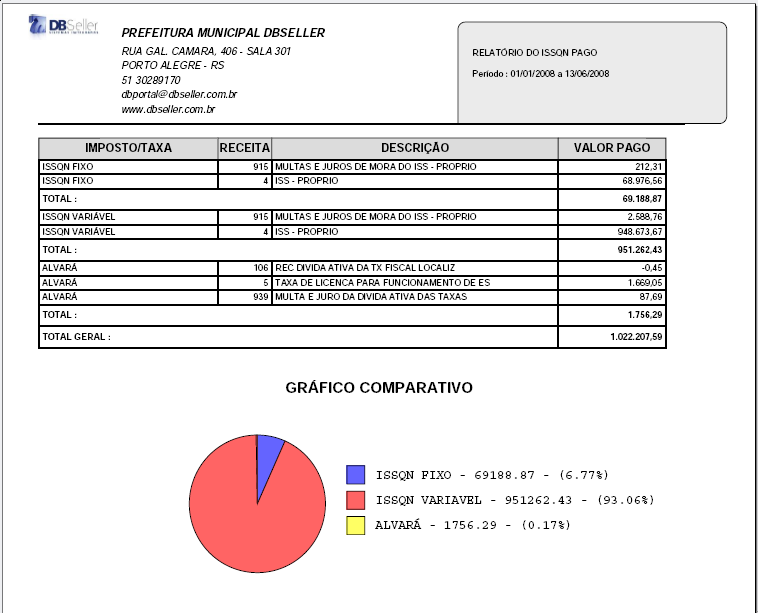 DBSeller
PREFEITURA MUNICIPAL DBSELLER
RUA GAL. CAMARA, 406 - SALA 301
PORTO ALEGRE - RS
51 30289170
dbportal@dbseller.com.br
www.dbseller.com.br
RELATÓRIO DO ISSQN PAGO
Período : 01/01/2008 a 13/06/2008
IMPOSTO/TAXA RECEITA DESCRIÇÃO VALOR PAGO
ISSQN FIXO 915 MULTAS E JUROS DE MORA DO ISS - PROPRIO 212,31
ISSQN FIXO 4 ISS - PROPRIO 68.976,56
TOTAL : 69.188,87
ISSQN VARIÁVEL 915 MULTAS E JUROS DE MORA DO ISS - PROPRIO 2.588,76
ISSQN VARIÁVEL 4 ISS - PROPRIO 948.673,67
TOTAL : 951.262,43
ALVARÁ 106 REC DIVIDA ATIVA DA TX FISCAL LOCALIZ -0,45
ALVARÁ 5 TAXA DE LICENCA PARA FUNCIONAMENTO DE ES 1.669,05
ALVARÁ 939 MULTA E JURO DA DIVIDA ATIVA DAS TAXAS 87,69
TOTAL : 1.756,29
TOTAL GERAL : 1.022.207,59
GRÁFICO COMPARATIVO
ISSQN FIXO - 69188.87 - (6.77%)
ISSQN VARIAVEL - 951262.43 - (93.06%)
ALVARÁ - 1756.29 - (0.17%)